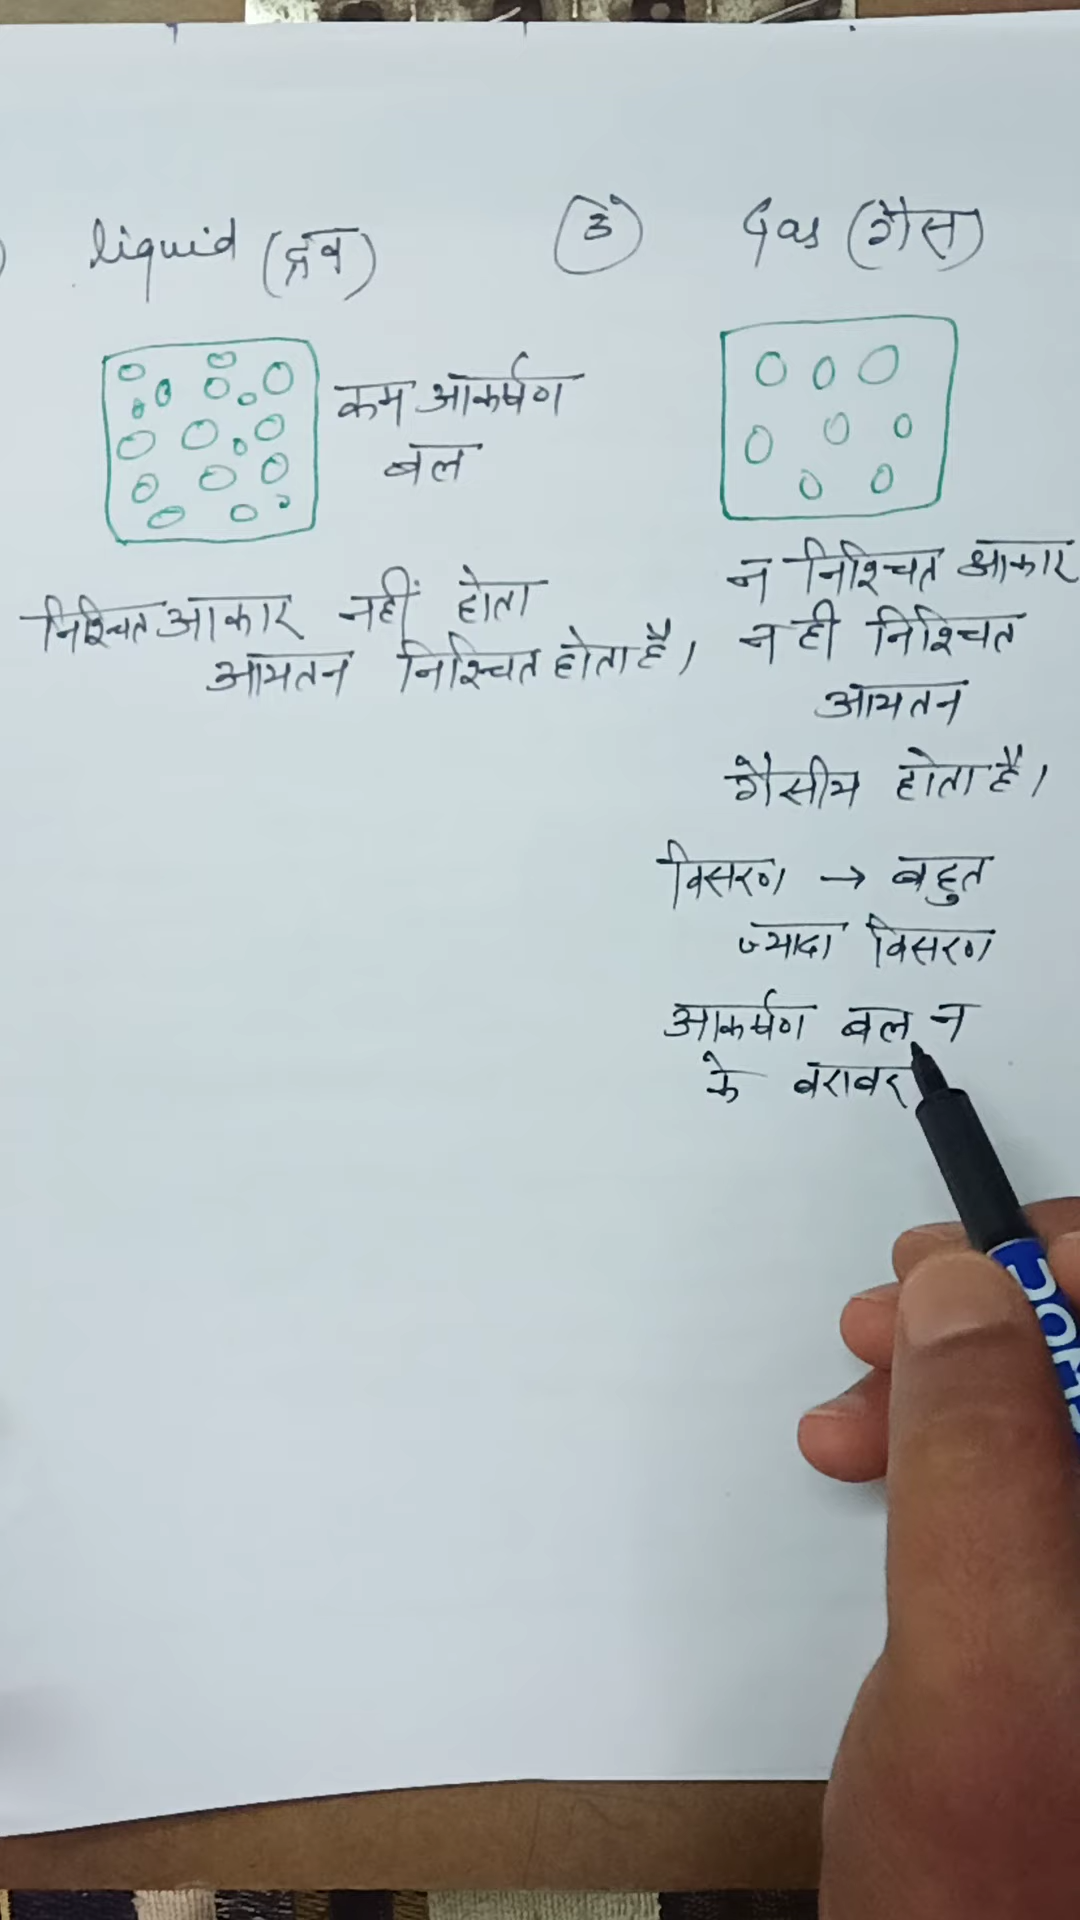 liquid (द्रव)
कम आकर्षण
बल
निश्चित आकार नहीं होता
आयतन निश्चित होता है।
3 Gas (गैस)
न निश्चित आकार
न ही निश्चित
आयतन
गैसीय होता है।
विसरण → बहुत
ज्यादा विसरण
आकर्षण बल न
के बराबर